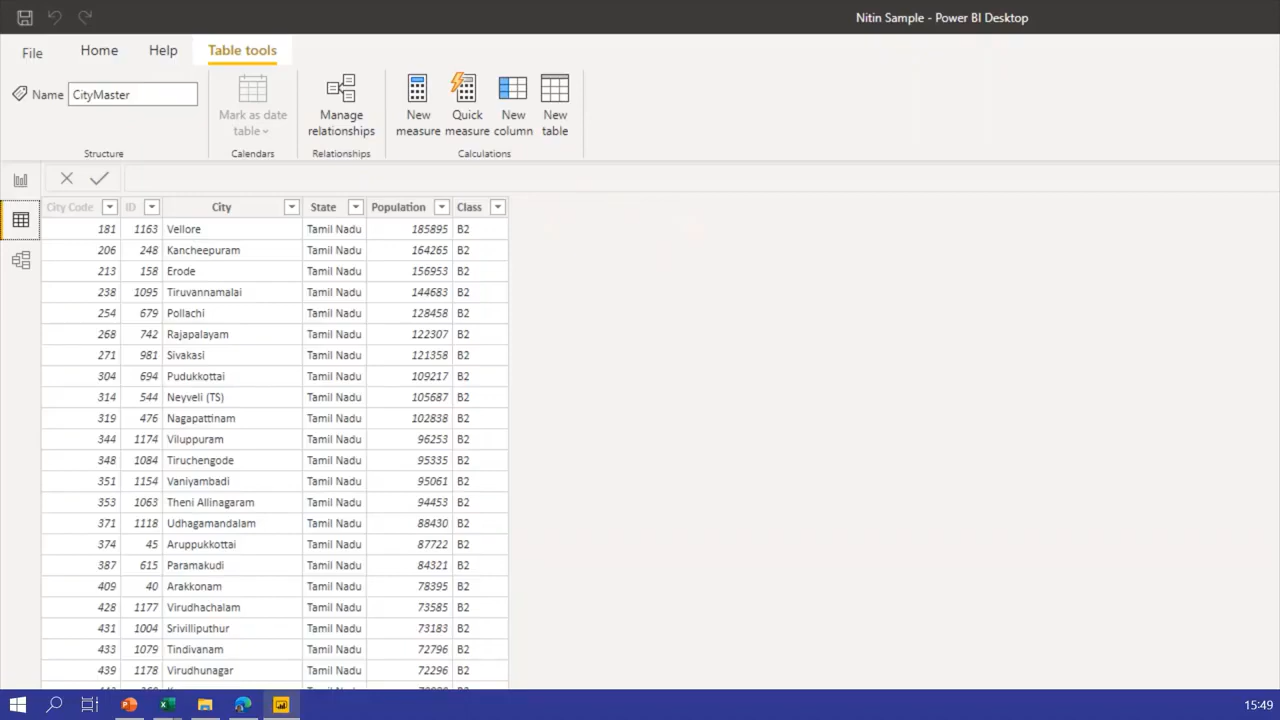 Nitin Sample - Power BI Desktop
File Home Help Table tools
Name CityMaster
Mark as date table
Manage relationships
New measure
Quick measure
New column
New table
Structure Calendars Relationships Calculations
City Code ID City State Population Class
181 1163 Vellore Tamil Nadu 185895 B2
206 248 Kancheepuram Tamil Nadu 164265 B2
213 158 Erode Tamil Nadu 156953 B2
238 1095 Tiruvannamalai Tamil Nadu 144683 B2
254 679 Pollachi Tamil Nadu 128458 B2
268 742 Rajapalayam Tamil Nadu 122307 B2
271 981 Sivakasi Tamil Nadu 121358 B2
304 694 Pudukkottai Tamil Nadu 109217 B2
314 544 Neyveli (TS) Tamil Nadu 105687 B2
319 476 Nagapattinam Tamil Nadu 102838 B2
344 1174 Viluppuram Tamil Nadu 96253 B2
348 1084 Tiruchengode Tamil Nadu 95335 B2
351 1154 Vaniyambadi Tamil Nadu 95061 B2
353 1063 Theni Allinagaram Tamil Nadu 94453 B2
371 1118 Udhagamandalam Tamil Nadu 88430 B2
374 45 Aruppukkottai Tamil Nadu 87722 B2
387 615 Paramakudi Tamil Nadu 84321 B2
409 40 Arakkonam Tamil Nadu 78395 B2
428 1177 Virudhachalam Tamil Nadu 73585 B2
431 1004 Srivilliputhur Tamil Nadu 73183 B2
433 1079 Tindivanam Tamil Nadu 72796 B2
439 1178 Virudhunagar Tamil Nadu 72296 B2
15:49